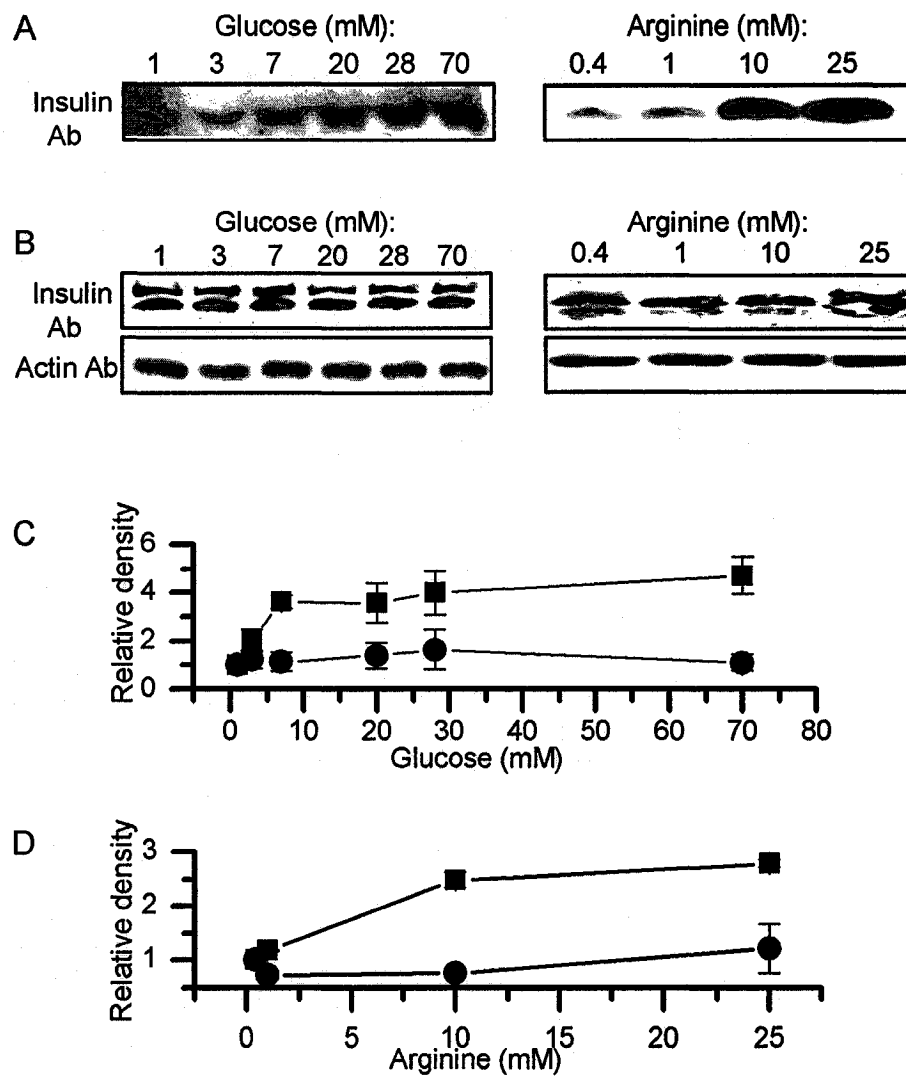 A
Glucose (mM):
Arginine (mM):
1 3 7 20 28 70
0.4 1 10 25
Insulin
Ab
B
Glucose (mM):
Arginine (mM):
1 3 7 20 28 70
0.4 1 10 25
Insulin
Ab
Actin Ab
C
Relative density
6
4
2
0
0 10 20 30 40 50 60 70 80
Glucose (mM)
D
Relative density
3
2
1
0 5 10 15 20 25
Arginine (mM)